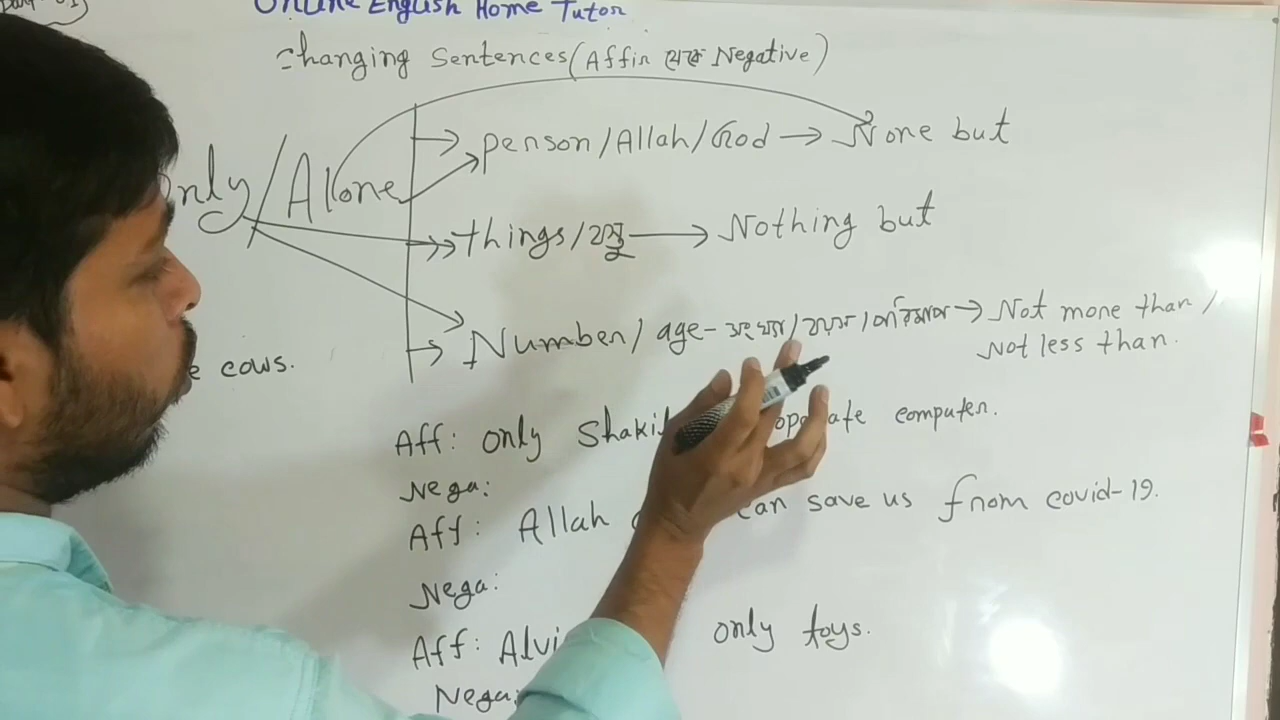 Part-01
Online English Home Tutor
Changing Sentences (Affir থেকে Negative)
Only/Alone
person/Allah/God → None but
things/বস্তু → Nothing but
Number/age- সংখ্যা/বয়স/পরিমাণ → Not more than/
Not less than.
cows.
Aff: only Shakil computer.
Nega:
Aff: Allah can save us from covid-19.
Nega:
Aff: only toys.
Nega: